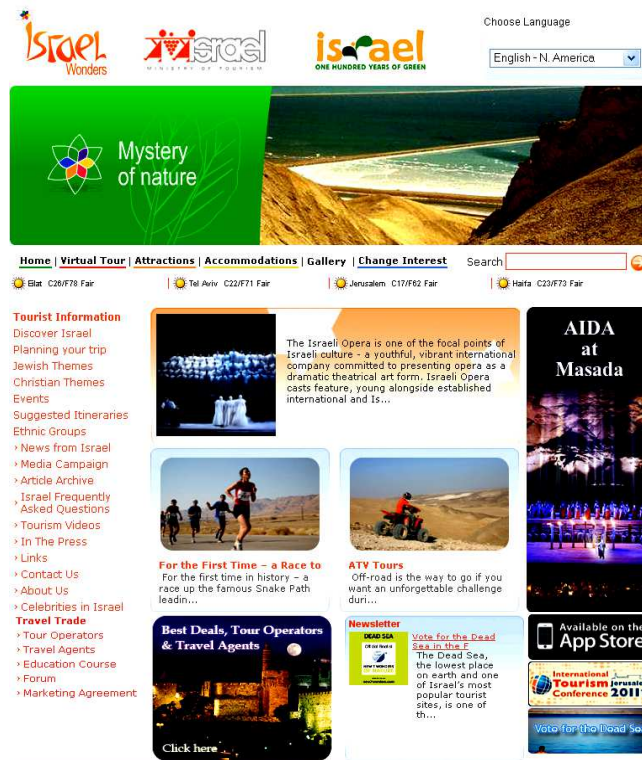 Israel
Wonders
israel
MINISTRY OF TOURISM
israel
ONE HUNDRED YEARS OF GREEN
Choose Language
English - N. America
Mystery
of nature
Home | Virtual Tour | Attractions | Accommodations | Gallery | Change Interest
Search
Eilat C26/F78 Fair
Tel Aviv C22/F71 Fair
Jerusalem C17/F62 Fair
Haifa C23/F73 Fair
Tourist Information
Discover Israel
Planning your trip
Jewish Themes
Christian Themes
Events
Suggested Itineraries
Ethnic Groups
› News from Israel
› Media Campaign
› Article Archive
› Israel Frequently
Asked Questions
› Tourism Videos
› In The Press
› Links
› Contact Us
› About Us
› Celebrities in Israel
Travel Trade
› Tour Operators
› Travel Agents
› Education Course
› Forum
› Marketing Agreement
The Israeli Opera is one of the focal points of
Israeli culture - a youthful, vibrant international
company committed to presenting opera as a
dramatic theatrical art form. Israeli Opera
casts feature, young alongside established
international and Is...
For the First Time – a Race to
For the first time in history – a
race up the famous Snake Path
leadin...
ATV Tours
Off-road is the way to go if you
want an unforgettable challenge
duri...
Best Deals, Tour Operators
& Travel Agents
Click here
Newsletter
DEAD SEA
Vote for the Dead
Sea in the F
The Dead Sea,
the lowest place
on earth and one
of Israel's most
popular tourist
sites, is one of
th...
AIDA
at
Masada
Available on the
App Store
International
Tourism
Conference 2011
Vote for the Dead Sea